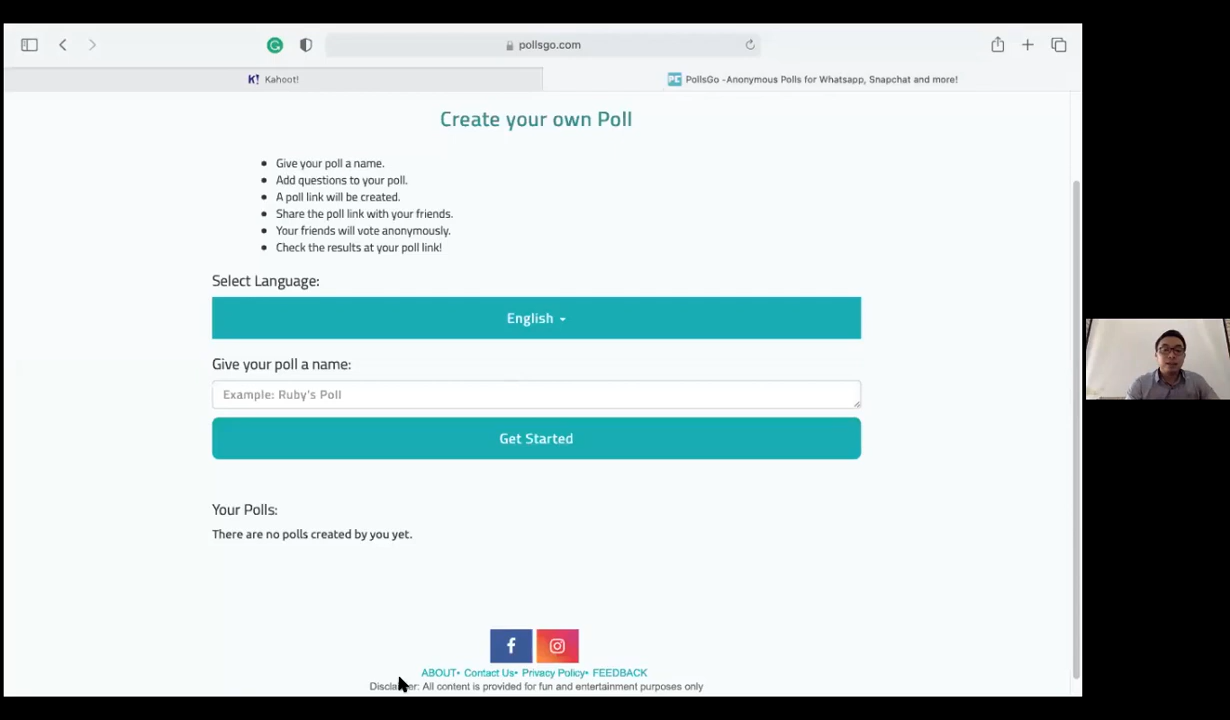 pollsgo.com
K! Kahoot!
PG PollsGo -Anonymous Polls for Whatsapp, Snapchat and more!
Create your own Poll
Give your poll a name.
Add questions to your poll.
A poll link will be created.
Share the poll link with your friends.
Your friends will vote anonymously.
Check the results at your poll link!
Select Language:
English
Give your poll a name:
Example: Ruby's Poll
Get Started
Your Polls:
There are no polls created by you yet.
ABOUT• Contact Us• Privacy Policy• FEEDBACK
Disclaimer: All content is provided for fun and entertainment purposes only